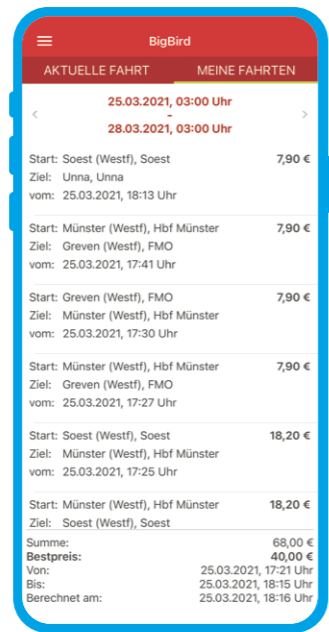 BigBird
AKTUELLE FAHRT MEINE FAHRTEN
25.03.2021, 03:00 Uhr
-
28.03.2021, 03:00 Uhr
Start: Soest (Westf), Soest 7,90 €
Ziel: Unna, Unna
vom: 25.03.2021, 18:13 Uhr
Start: Münster (Westf), Hbf Münster 7,90 €
Ziel: Greven (Westf), FMO
vom: 25.03.2021, 17:41 Uhr
Start: Greven (Westf), FMO 7,90 €
Ziel: Münster (Westf), Hbf Münster
vom: 25.03.2021, 17:30 Uhr
Start: Münster (Westf), Hbf Münster 7,90 €
Ziel: Greven (Westf), FMO
vom: 25.03.2021, 17:27 Uhr
Start: Soest (Westf), Soest 18,20 €
Ziel: Münster (Westf), Hbf Münster
vom: 25.03.2021, 17:25 Uhr
Start: Münster (Westf), Hbf Münster 18,20 €
Ziel: Soest (Westf), Soest
Summe: 68,00 €
Bestpreis: 40,00 €
Von: 25.03.2021, 17:21 Uhr
Bis: 25.03.2021, 18:15 Uhr
Berechnet am: 25.03.2021, 18:16 Uhr